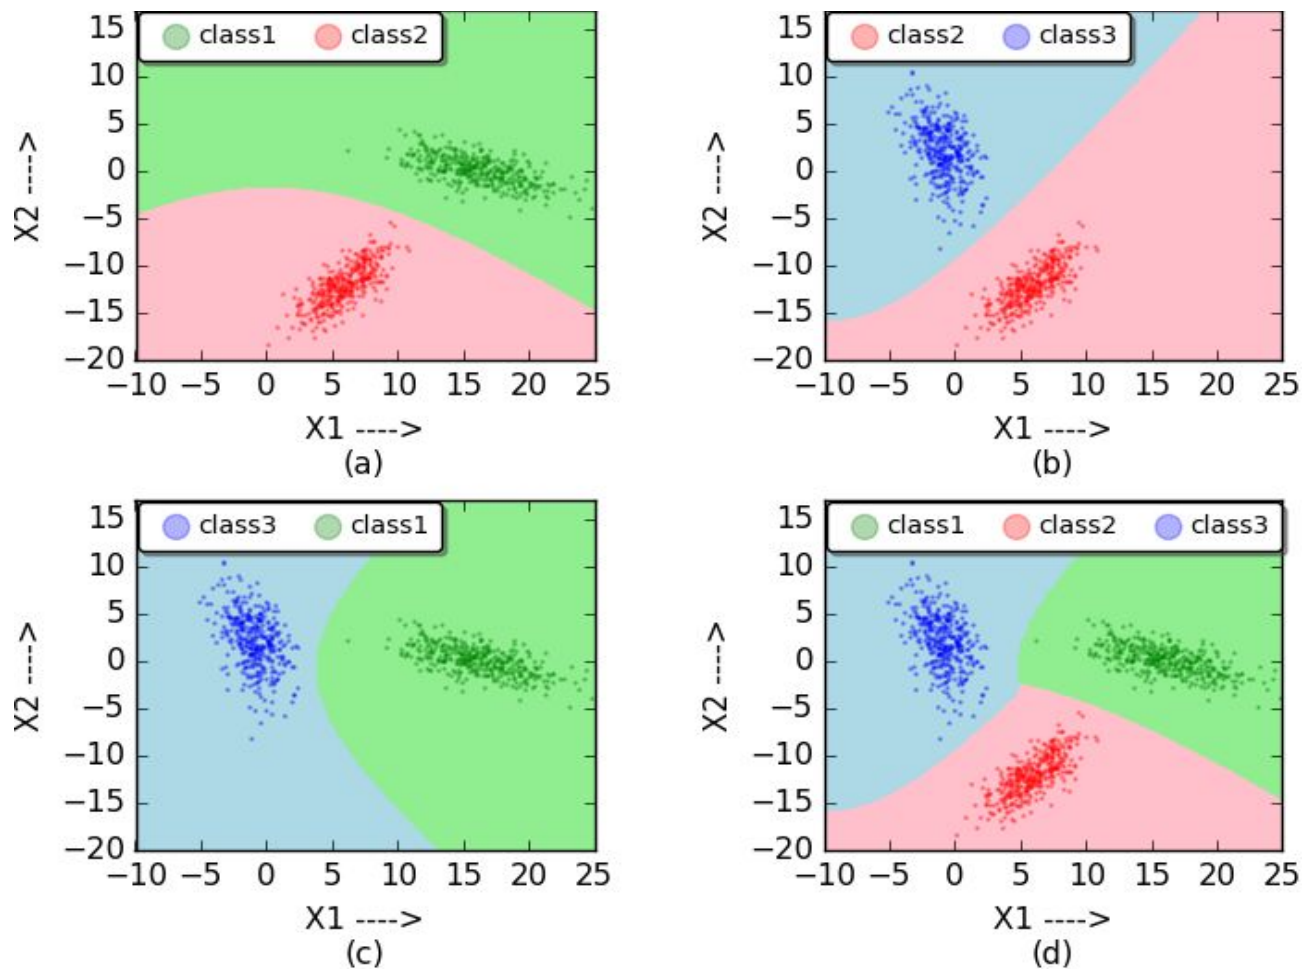 class1 class2
15
10
5
0
−5
−10
−15
−20
−10 −5 0 5 10 15 20 25
X2 ---->
X1 ---->
(a)
class2 class3
15
10
5
0
−5
−10
−15
−20
−10 −5 0 5 10 15 20 25
X2 ---->
X1 ---->
(b)
class3 class1
15
10
5
0
−5
−10
−15
−20
−10 −5 0 5 10 15 20 25
X2 ---->
X1 ---->
(c)
class1 class2 class3
15
10
5
0
−5
−10
−15
−20
−10 −5 0 5 10 15 20 25
X2 ---->
X1 ---->
(d)